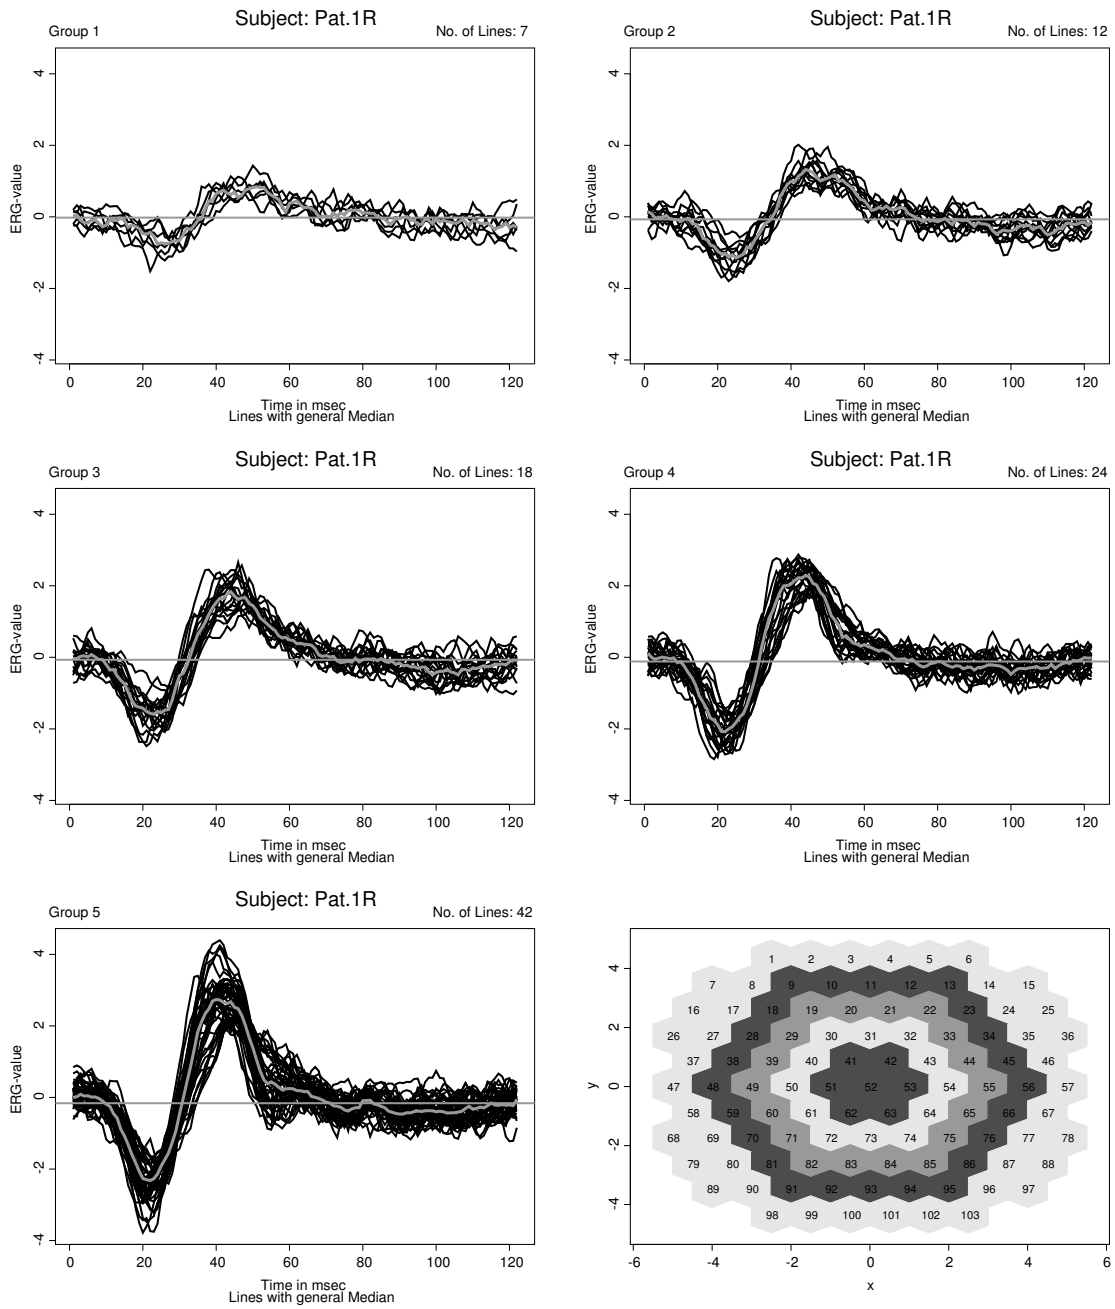 Subject: Pat.1R
Group 1 No. of Lines: 7
4
2
0
-2
-4
ERG-value
0 20 40 60 80 100 120
Time in msec
Lines with general Median
Subject: Pat.1R
Group 2 No. of Lines: 12
4
2
0
-2
-4
ERG-value
0 20 40 60 80 100 120
Time in msec
Lines with general Median
Subject: Pat.1R
Group 3 No. of Lines: 18
4
2
0
-2
-4
ERG-value
0 20 40 60 80 100 120
Time in msec
Lines with general Median
Subject: Pat.1R
Group 4 No. of Lines: 24
4
2
0
-2
-4
ERG-value
0 20 40 60 80 100 120
Time in msec
Lines with general Median
Subject: Pat.1R
Group 5 No. of Lines: 42
4
2
0
-2
-4
ERG-value
0 20 40 60 80 100 120
Time in msec
Lines with general Median
4
2
0
-2
-4
y
1 2 3 4 5 6
7 8 9 10 11 12 13 14 15
16 17 18 19 20 21 22 23 24 25
26 27 28 29 30 31 32 33 34 35 36
37 38 39 40 41 42 43 44 45 46
47 48 49 50 51 52 53 54 55 56 57
58 59 60 61 62 63 64 65 66 67
68 69 70 71 72 73 74 75 76 77 78
79 80 81 82 83 84 85 86 87 88
89 90 91 92 93 94 95 96 97
98 99 100 101 102 103
-6 -4 -2 0 2 4 6
x